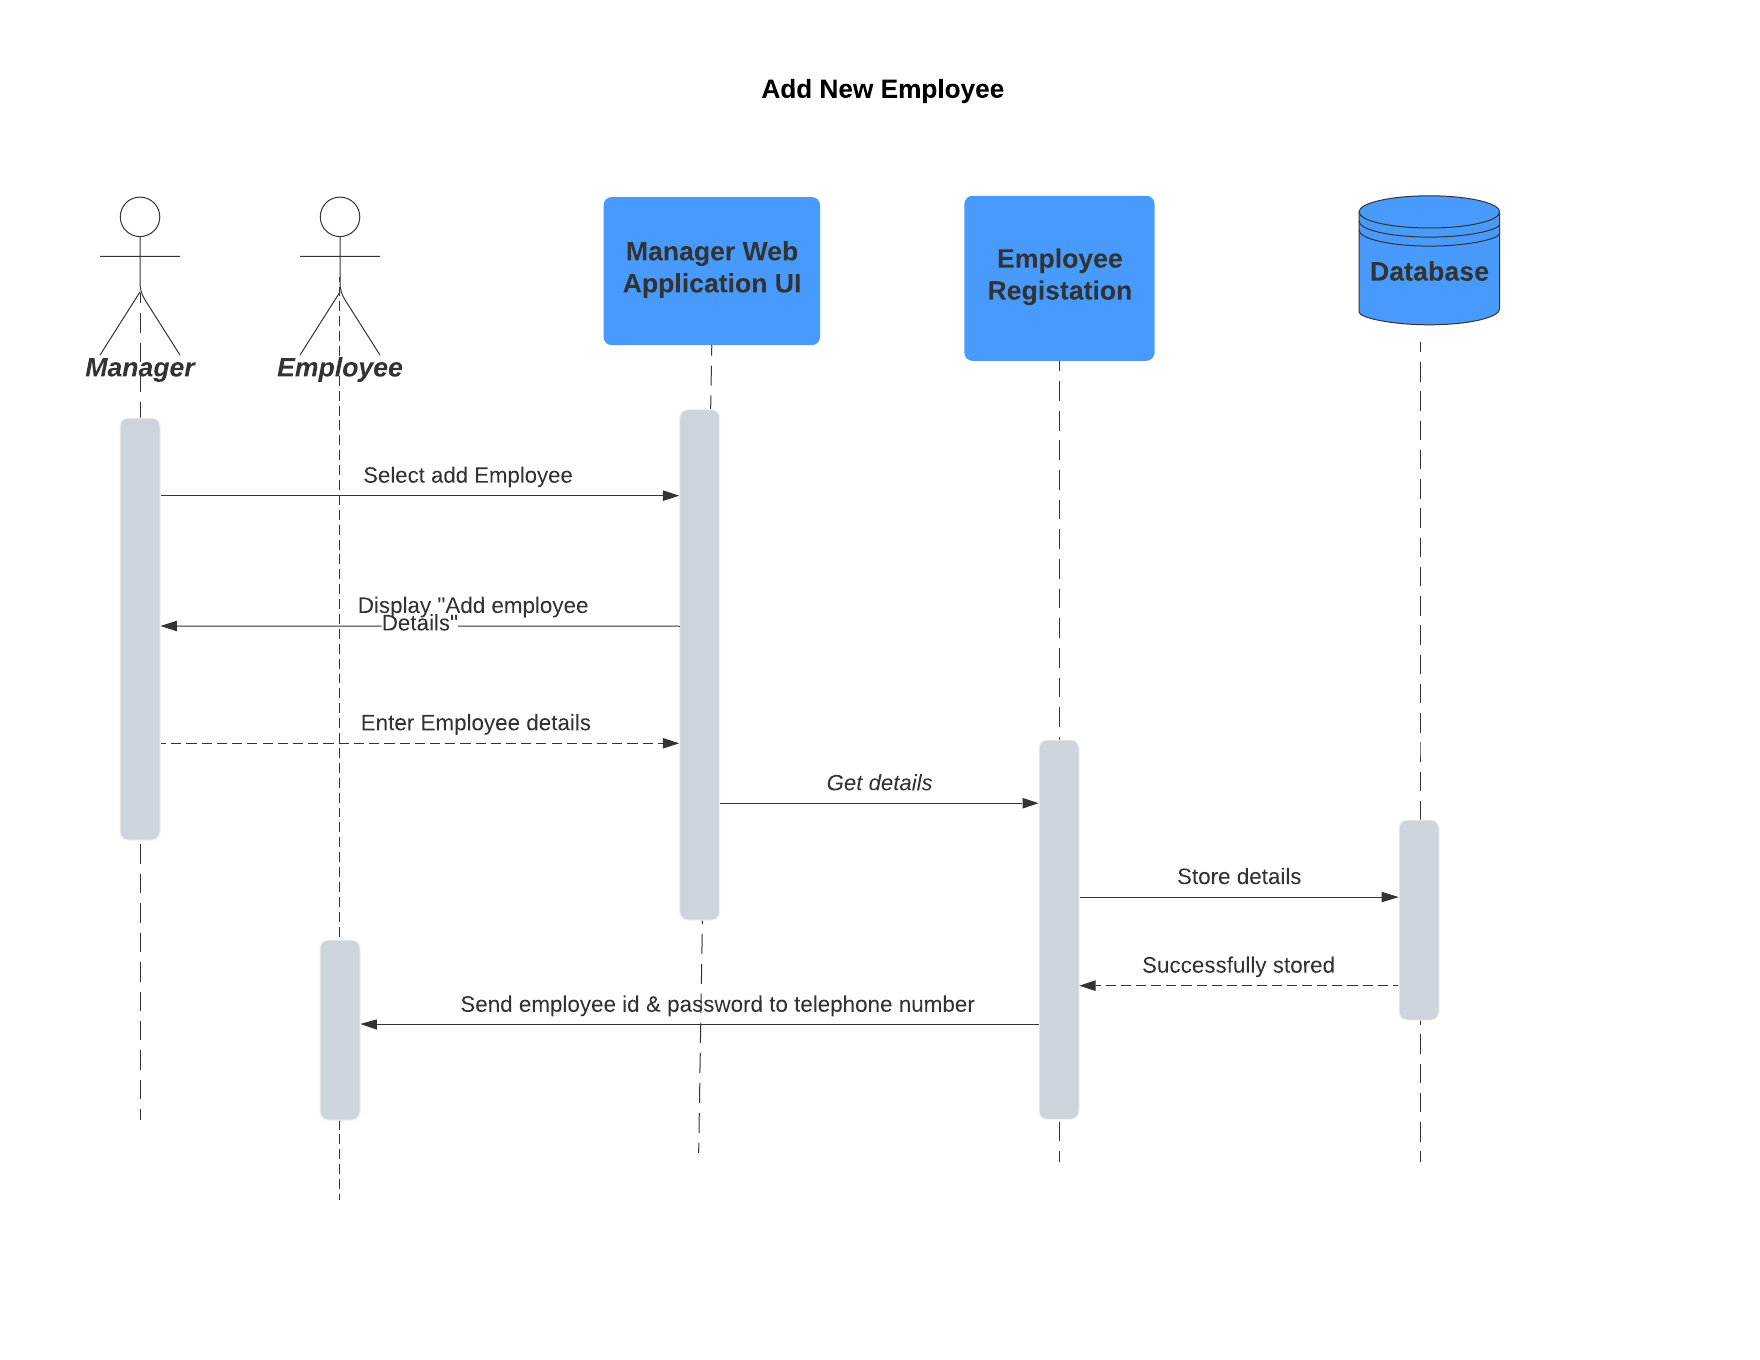 Add New Employee
Manager
Employee
Manager Web
Application UI
Employee
Registation
Database
Select add Employee
Display "Add employee
Details"
Enter Employee details
Get details
Store details
Successfully stored
Send employee id & password to telephone number